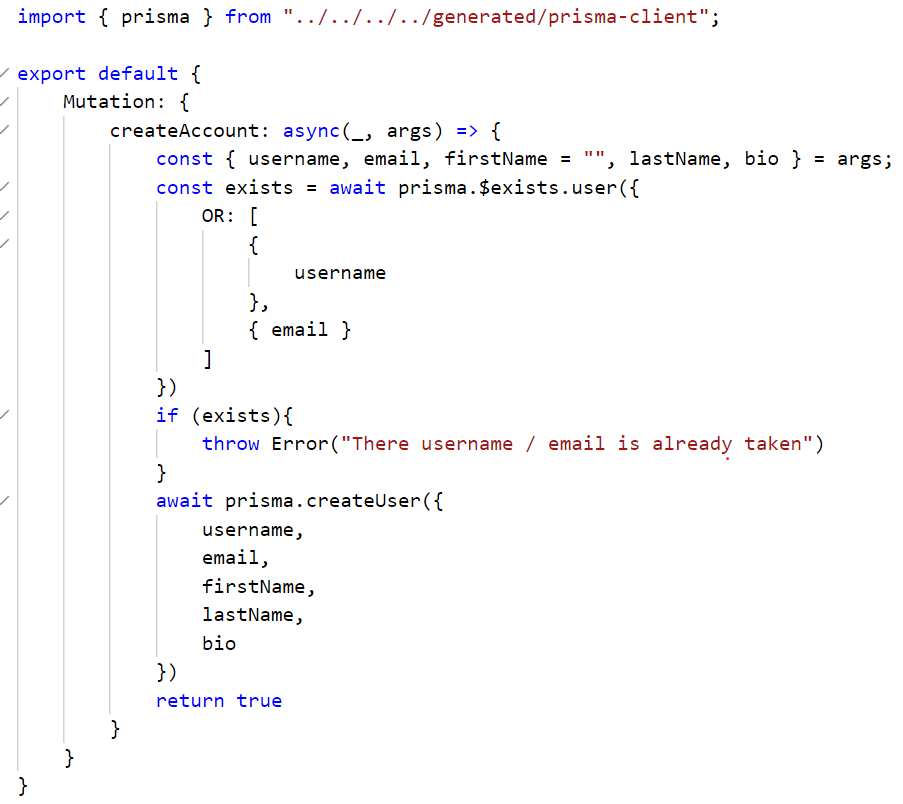 import { prisma } from "../../../../generated/prisma-client";

export default {
    Mutation: {
        createAccount: async(_, args) => {
            const { username, email, firstName = "", lastName, bio } = args;
            const exists = await prisma.$exists.user({
                OR: [
                    {
                        username
                    },
                    { email }
                ]
            })
            if (exists){
                throw Error("There username / email is already taken")
            }
            await prisma.createUser({
                username,
                email,
                firstName,
                lastName,
                bio
            })
            return true
        }
    }
}